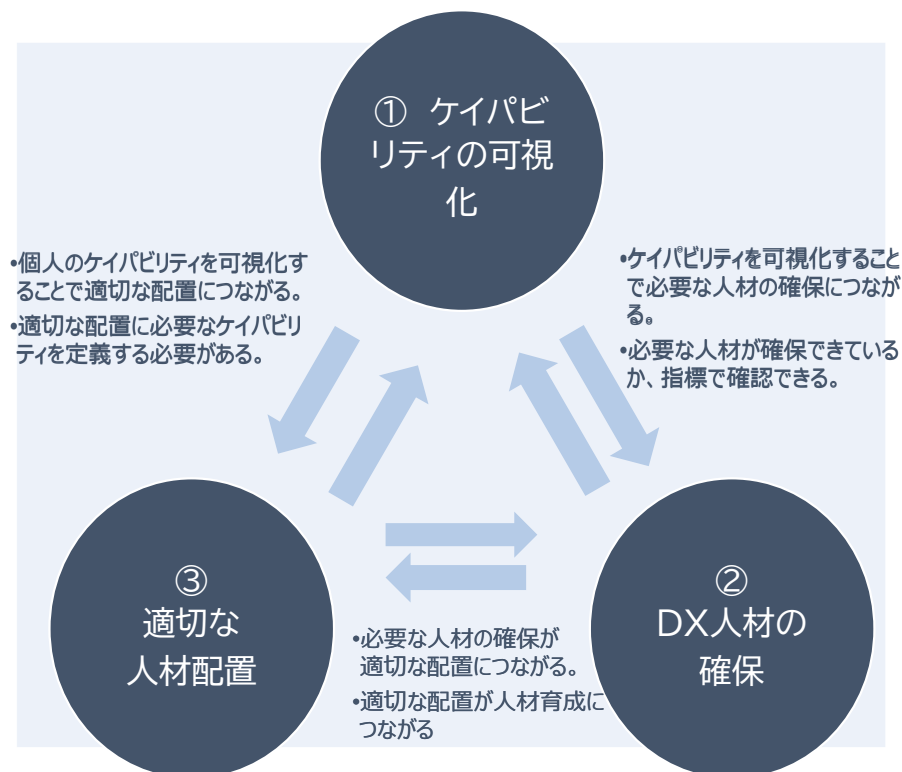 ① ケイパビ
リティの可視
化
•個人のケイパビリティを可視化す
ることで適切な配置につながる。
•適切な配置に必要なケイパビリ
ティを定義する必要がある。
•ケイパビリティを可視化すること
で必要な人材の確保につなが
る。
•必要な人材が確保できている
か、指標で確認できる。
③
適切な
人材配置
•必要な人材の確保が
適切な配置につながる。
•適切な配置が人材育成に
つながる
②
DX人材の
確保